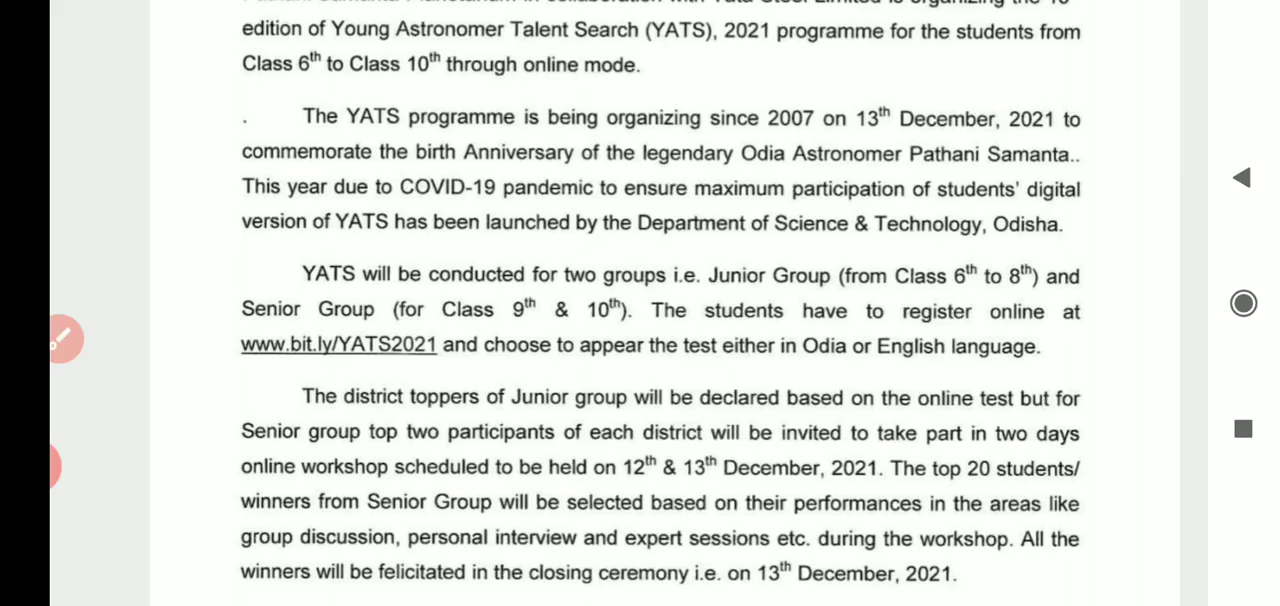 edition of Young Astronomer Talent Search (YATS), 2021 programme for the students from
Class 6th to Class 10th through online mode.
. The YATS programme is being organizing since 2007 on 13th December, 2021 to
commemorate the birth Anniversary of the legendary Odia Astronomer Pathani Samanta..
This year due to COVID-19 pandemic to ensure maximum participation of students' digital
version of YATS has been launched by the Department of Science & Technology, Odisha.
YATS will be conducted for two groups i.e. Junior Group (from Class 6th to 8th) and
Senior Group (for Class 9th & 10th). The students have to register online at
www.bit.ly/YATS2021 and choose to appear the test either in Odia or English language.
The district toppers of Junior group will be declared based on the online test but for
Senior group top two participants of each district will be invited to take part in two days
online workshop scheduled to be held on 12th & 13th December, 2021. The top 20 students/
winners from Senior Group will be selected based on their performances in the areas like
group discussion, personal interview and expert sessions etc. during the workshop. All the
winners will be felicitated in the closing ceremony i.e. on 13th December, 2021.